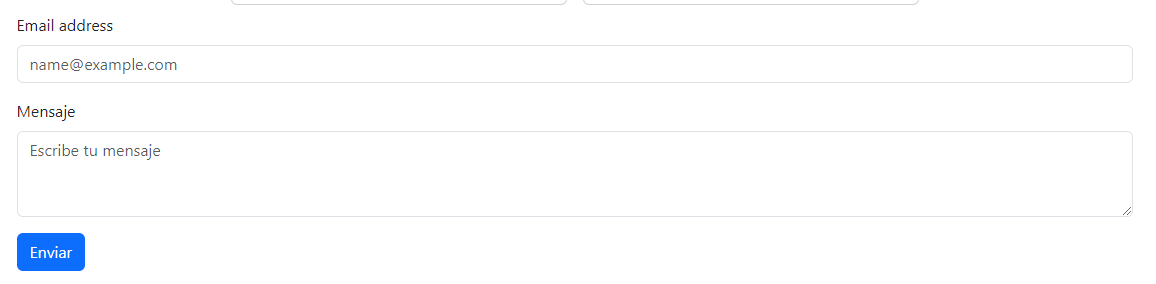 Email address
name@example.com
Mensaje
Escribe tu mensaje
Enviar